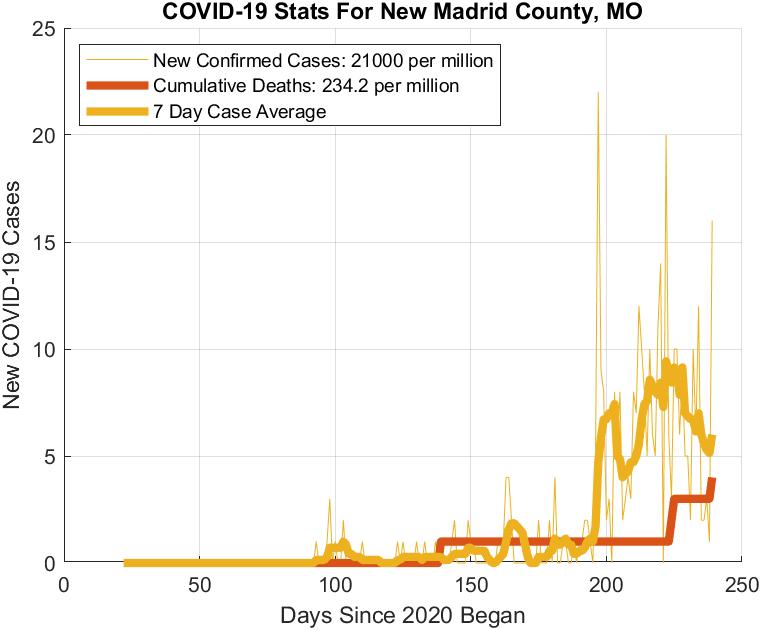 COVID-19 Stats For New Madrid County, MO
New Confirmed Cases: 21000 per million
Cumulative Deaths: 234.2 per million
7 Day Case Average
25
20
15
10
5
0
New COVID-19 Cases
0 50 100 150 200 250
Days Since 2020 Began